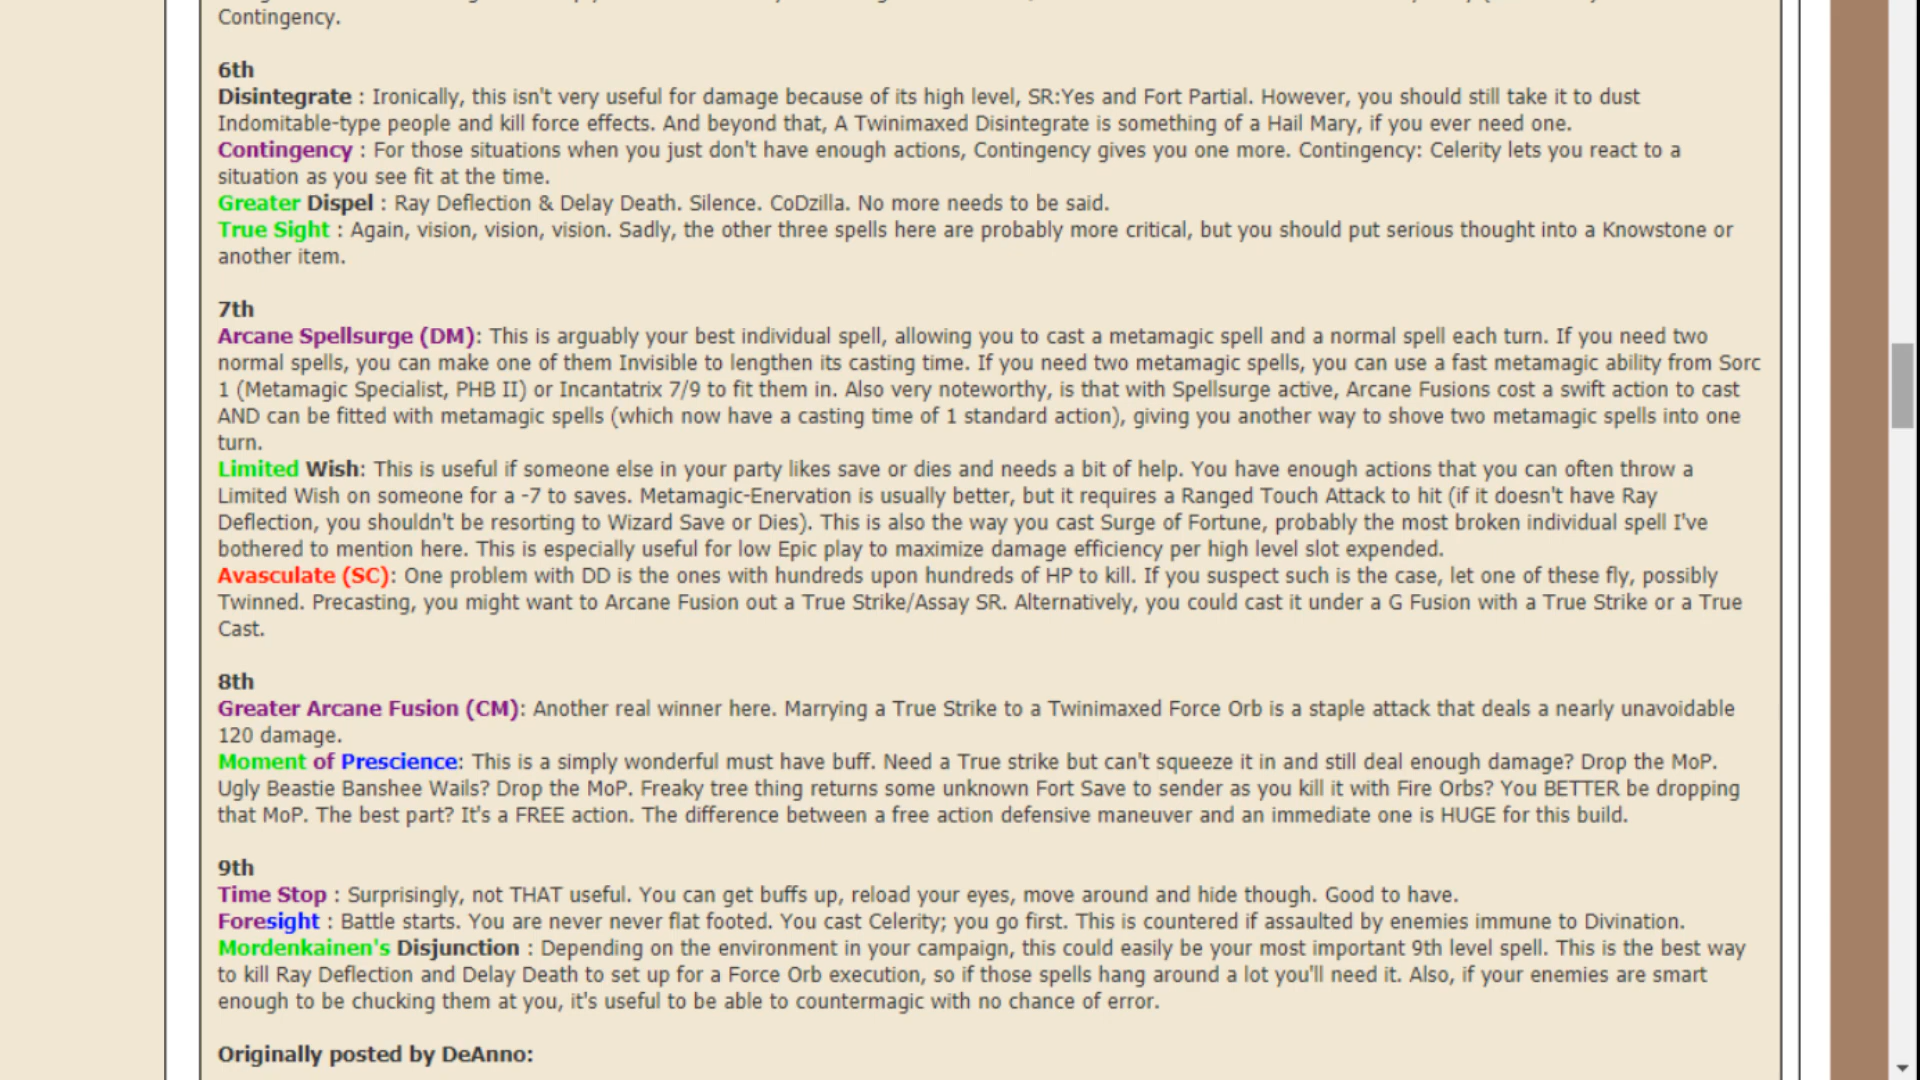 Contingency.
6th
Disintegrate : Ironically, this isn't very useful for damage because of its high level, SR:Yes and Fort Partial. However, you should still take it to dust
Indomitable-type people and kill force effects. And beyond that, A Twinimaxed Disintegrate is something of a Hail Mary, if you ever need one.
Contingency : For those situations when you just don't have enough actions, Contingency gives you one more. Contingency: Celerity lets you react to a
situation as you see fit at the time.
Greater Dispel : Ray Deflection & Delay Death. Silence. CoDzilla. No more needs to be said.
True Sight : Again, vision, vision, vision. Sadly, the other three spells here are probably more critical, but you should put serious thought into a Knowstone or
another item.
7th
Arcane Spellsurge (DM): This is arguably your best individual spell, allowing you to cast a metamagic spell and a normal spell each turn. If you need two
normal spells, you can make one of them Invisible to lengthen its casting time. If you need two metamagic spells, you can use a fast metamagic ability from Sorc
1 (Metamagic Specialist, PHB II) or Incantatrix 7/9 to fit them in. Also very noteworthy, is that with Spellsurge active, Arcane Fusions cost a swift action to cast
AND can be fitted with metamagic spells (which now have a casting time of 1 standard action), giving you another way to shove two metamagic spells into one
turn.
Limited Wish: This is useful if someone else in your party likes save or dies and needs a bit of help. You have enough actions that you can often throw a
Limited Wish on someone for a -7 to saves. Metamagic-Enervation is usually better, but it requires a Ranged Touch Attack to hit (if it doesn't have Ray
Deflection, you shouldn't be resorting to Wizard Save or Dies). This is also the way you cast Surge of Fortune, probably the most broken individual spell I've
bothered to mention here. This is especially useful for low Epic play to maximize damage efficiency per high level slot expended.
Avasculate (SC): One problem with DD is the ones with hundreds upon hundreds of HP to kill. If you suspect such is the case, let one of these fly, possibly
Twinned. Precasting, you might want to Arcane Fusion out a True Strike/Assay SR. Alternatively, you could cast it under a G Fusion with a True Strike or a True
Cast.
8th
Greater Arcane Fusion (CM): Another real winner here. Marrying a True Strike to a Twinimaxed Force Orb is a staple attack that deals a nearly unavoidable
120 damage.
Moment of Prescience: This is a simply wonderful must have buff. Need a True strike but can't squeeze it in and still deal enough damage? Drop the MoP.
Ugly Beastie Banshee Wails? Drop the MoP. Freaky tree thing returns some unknown Fort Save to sender as you kill it with Fire Orbs? You BETTER be dropping
that MoP. The best part? It's a FREE action. The difference between a free action defensive maneuver and an immediate one is HUGE for this build.
9th
Time Stop : Surprisingly, not THAT useful. You can get buffs up, reload your eyes, move around and hide though. Good to have.
Foresight : Battle starts. You are never never flat footed. You cast Celerity; you go first. This is countered if assaulted by enemies immune to Divination.
Mordenkainen's Disjunction : Depending on the environment in your campaign, this could easily be your most important 9th level spell. This is the best way
to kill Ray Deflection and Delay Death to set up for a Force Orb execution, so if those spells hang around a lot you'll need it. Also, if your enemies are smart
enough to be chucking them at you, it's useful to be able to countermagic with no chance of error.
Originally posted by DeAnno: